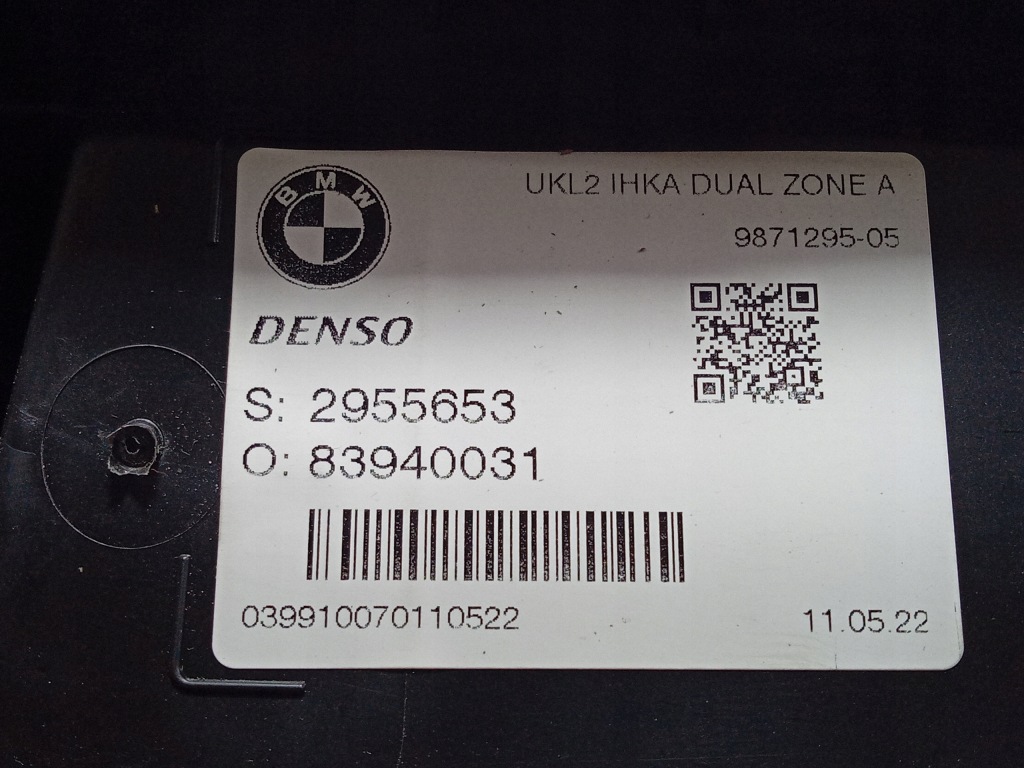 BMW
UKL2 IHKA DUAL ZONE A
9871295-05
DENSO
S: 2955653
O: 83940031
039910070110522
11.05.22